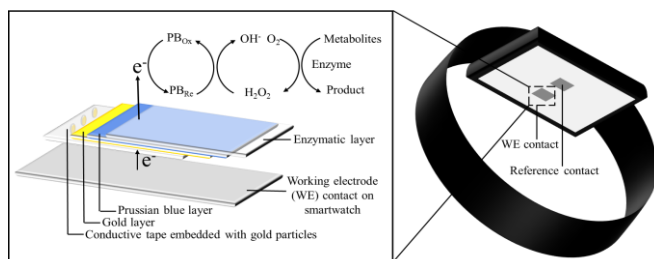 PBOx
OH⁻ O₂
Metabolites
e⁻
Enzyme
PBRe
H₂O₂
Product
Enzymatic layer
e⁻
Working electrode
(WE) contact on
smartwatch
Prussian blue layer
Gold layer
Conductive tape embedded with gold particles
WE contact
Reference contact